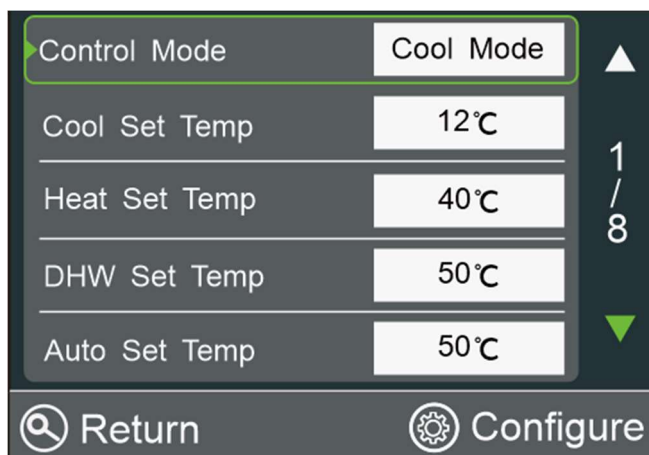 Control Mode Cool Mode
Cool Set Temp 12℃
Heat Set Temp 40℃
DHW Set Temp 50℃
Auto Set Temp 50℃
1
/
8
Return Configure